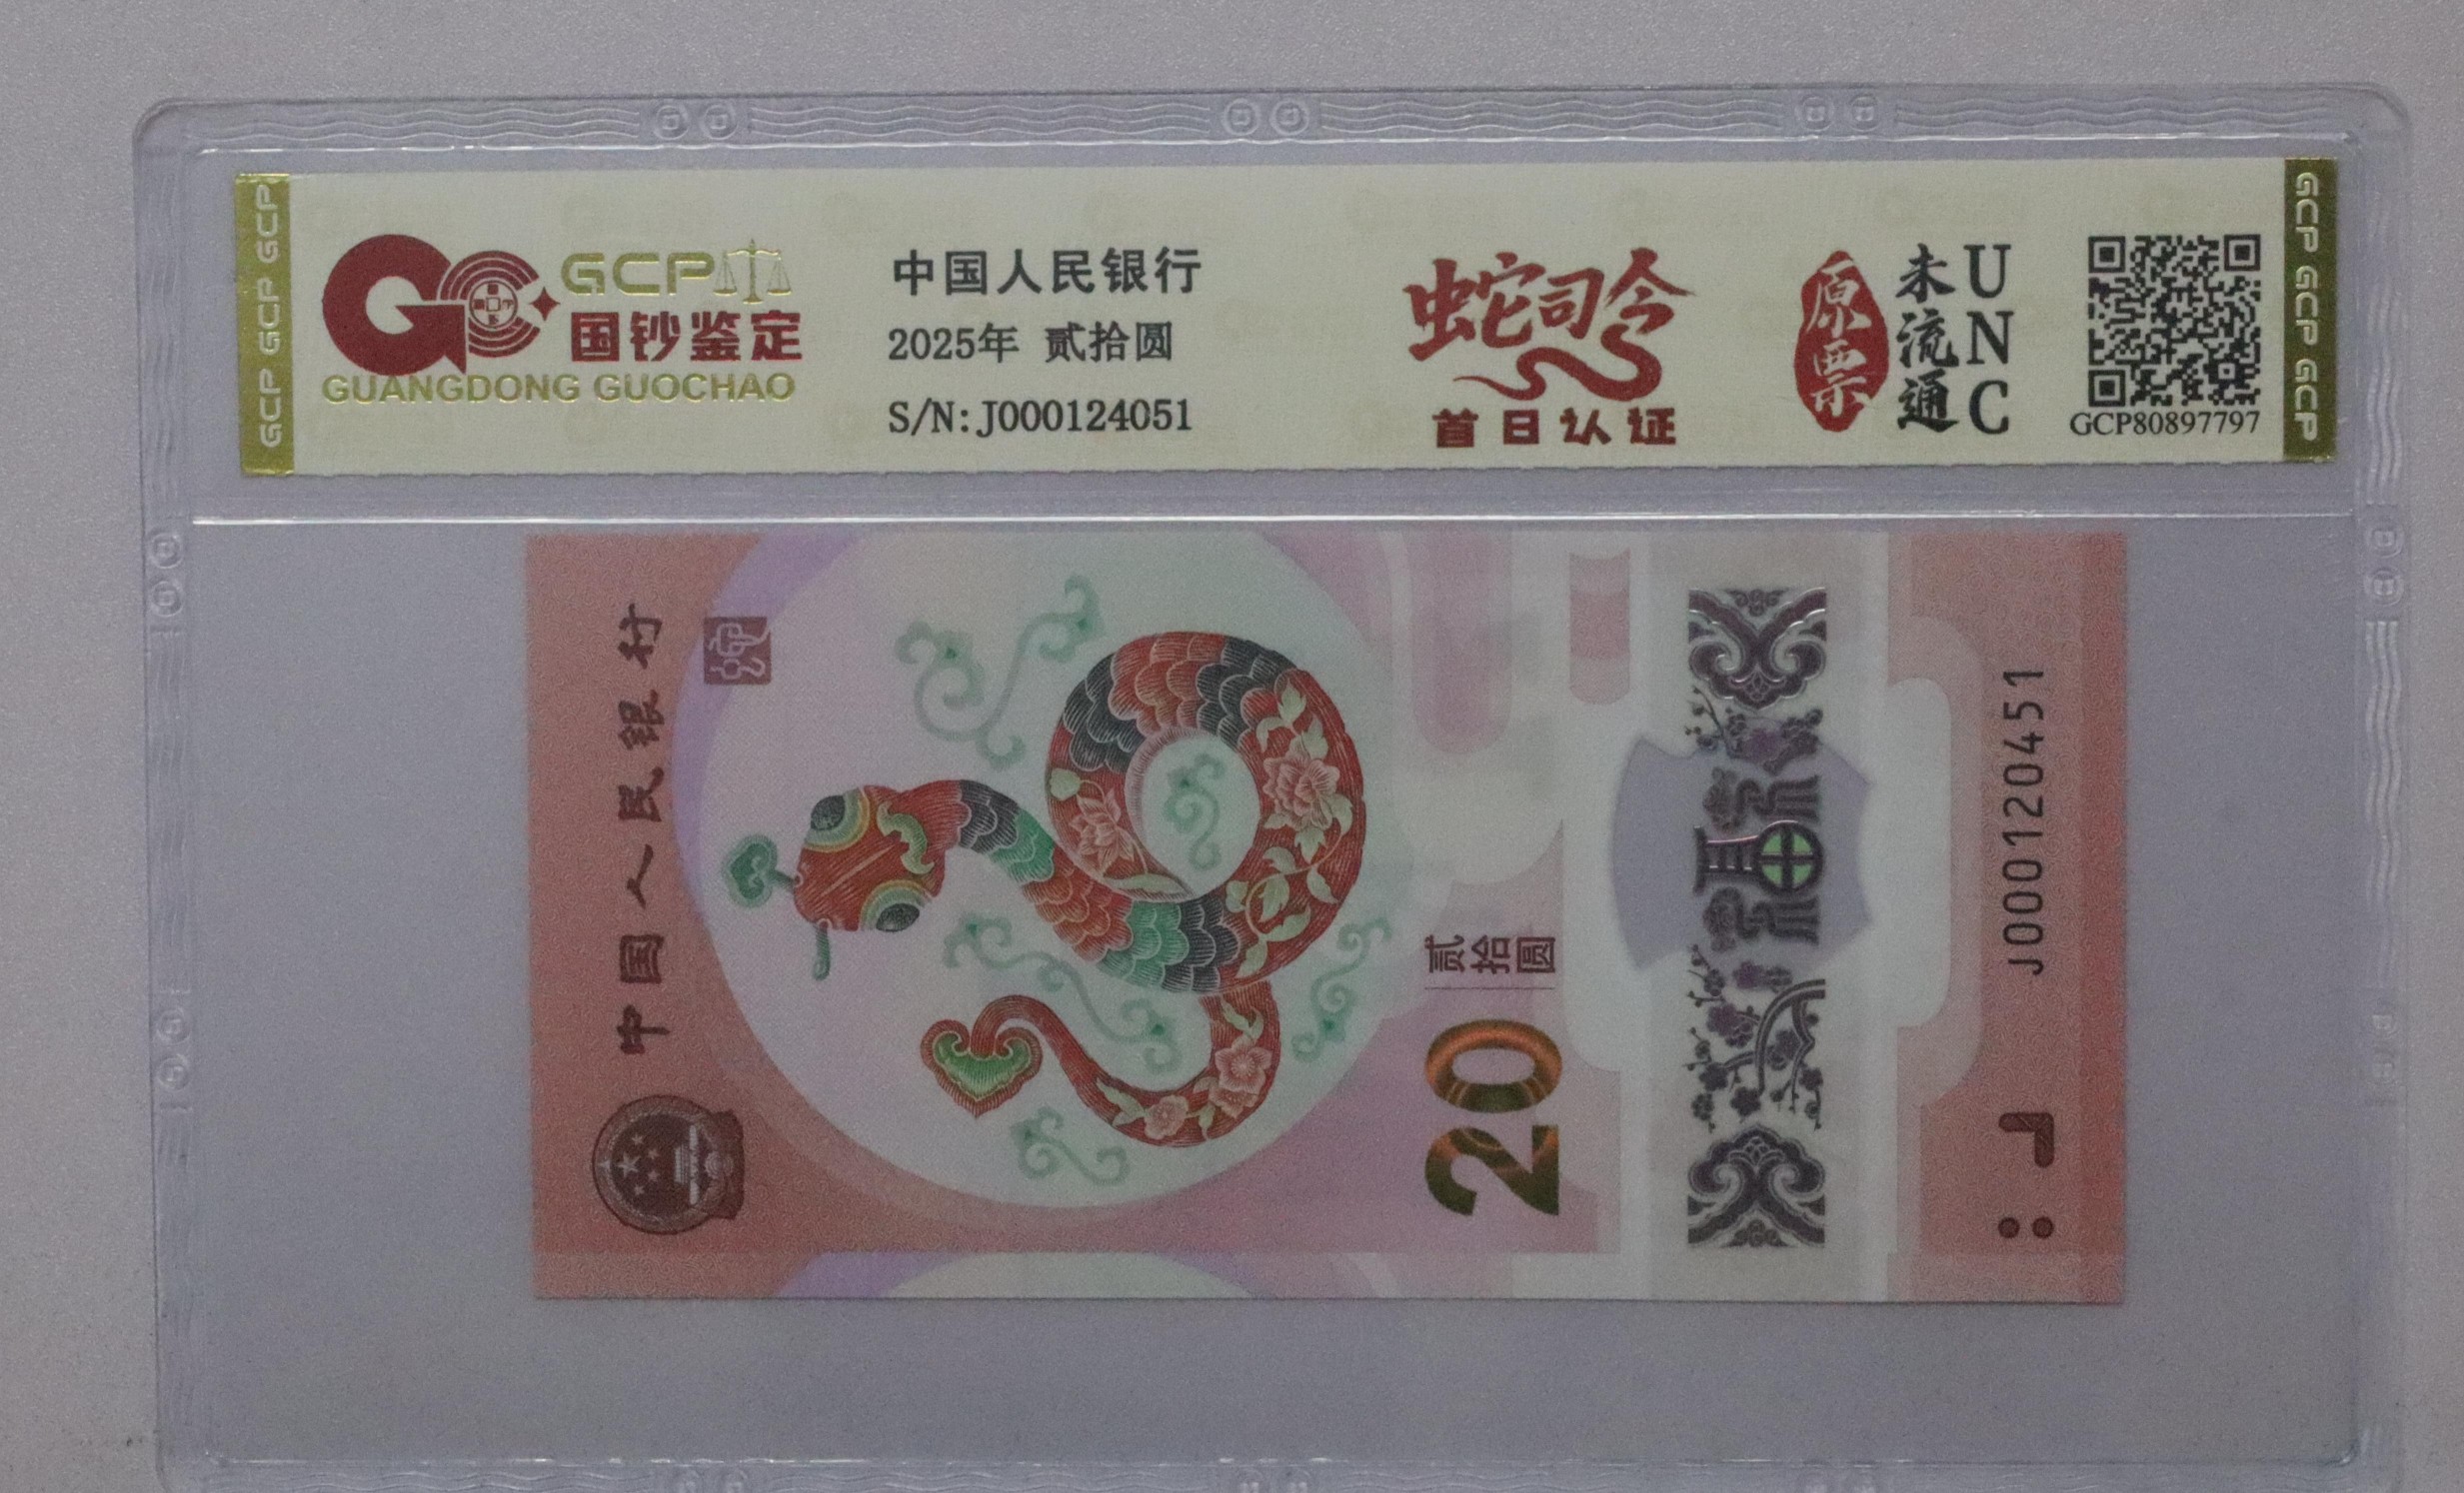 GCP GCP GCP
GCP
国钞鉴定
GUANGDONG GUOCHAO
中国人民银行
2025年 贰拾圆
S/N:J000124051
蛇司令
首日认证
原票
未流通
UNC
GCP80897797
GCP GCP GCP
中国人民银行
20
贰拾圆
福
J000120451